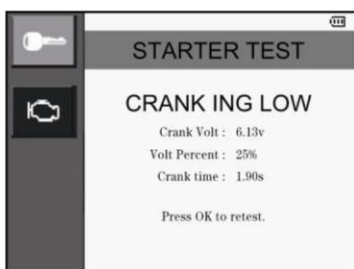 STARTER TEST
CRANK ING LOW
Crank Volt : 6.13v
Volt Percent : 25%
Crank time : 1.90s
Press OK to retest.